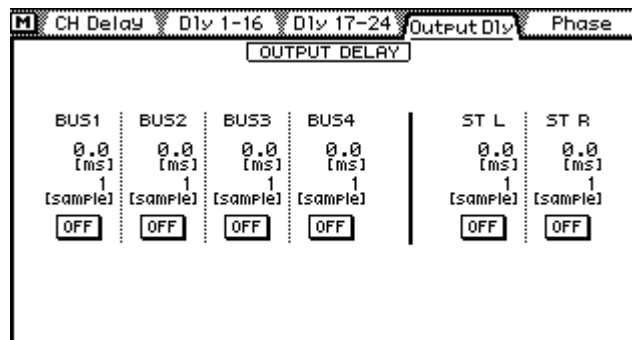 M CH Delay Dly 1-16 Dly 17-24 Output Dly Phase
OUTPUT DELAY
BUS1 BUS2 BUS3 BUS4 ST L ST R
0.0 0.0 0.0 0.0 0.0 0.0
[ms] [ms] [ms] [ms] [ms] [ms]
1 1 1 1 1 1
[sample] [sample] [sample] [sample] [sample] [sample]
OFF OFF OFF OFF OFF OFF